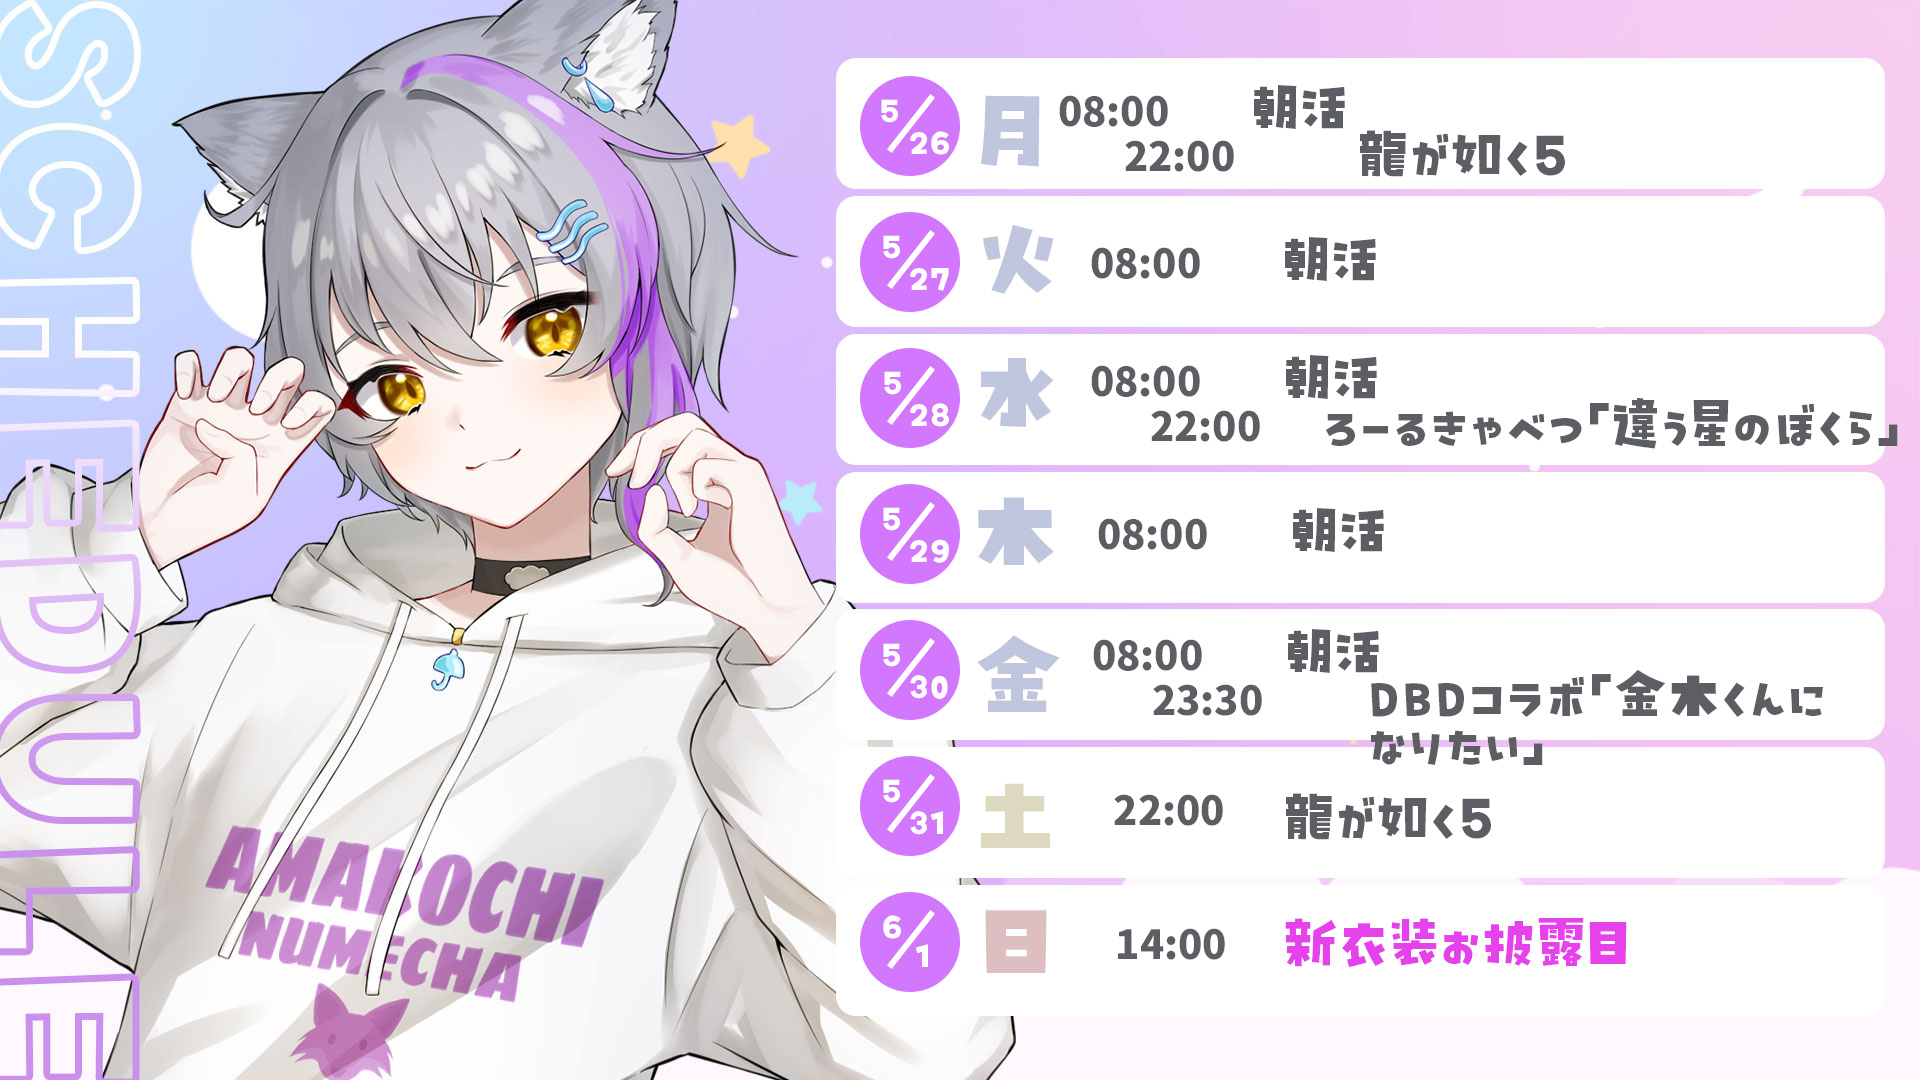 SCHEDULE
5/26 月 08:00 朝活
22:00 龍が如く5
5/27 火 08:00 朝活
5/28 水 08:00 朝活
22:00 ろーるきゃべつ「違う星のぼくら」
5/29 木 08:00 朝活
5/30 金 08:00 朝活
23:30 DBDコラボ「金木くんに
なりたい」
5/31 土 22:00 龍が如く5
6/1 日 14:00 新衣装お披露目
AMAKOCHI
NUMECHA